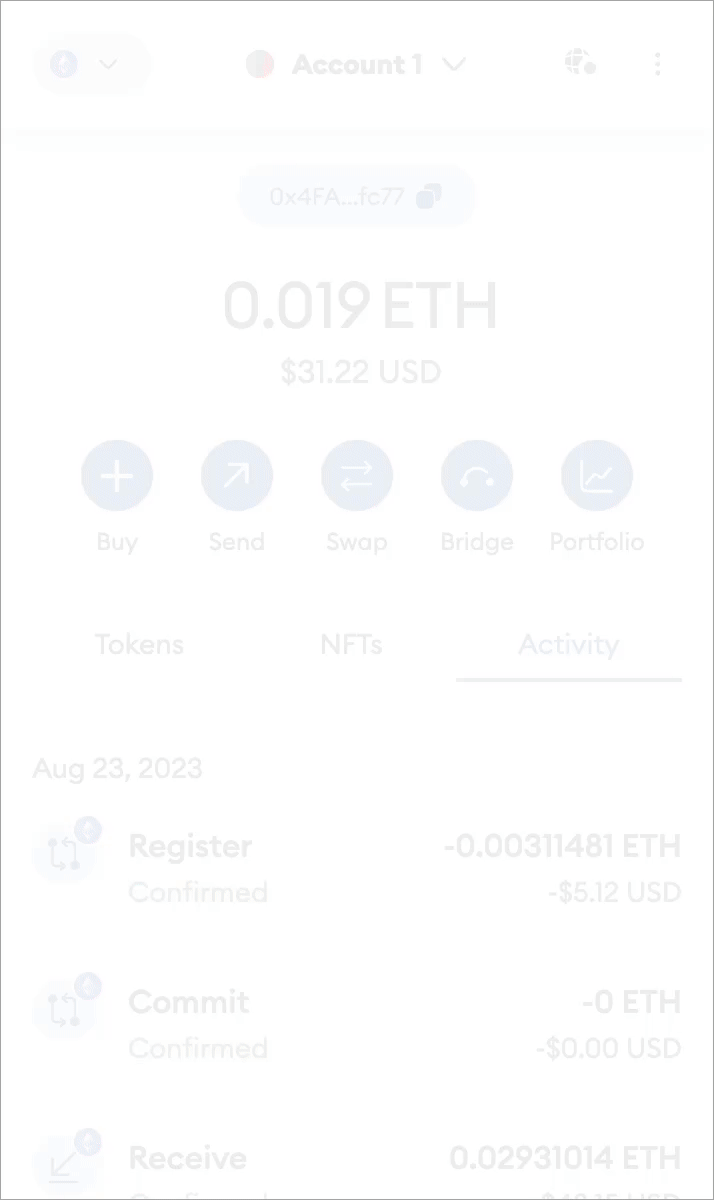 Account 1
0x4FA...fc77
0.019 ETH
$31.22 USD
Buy Send Swap Bridge Portfolio
Tokens NFTs Activity
Aug 23, 2023
Register -0.00311481 ETH
Confirmed -$5.12 USD
Commit -0 ETH
Confirmed -$0.00 USD
Receive 0.02931014 ETH